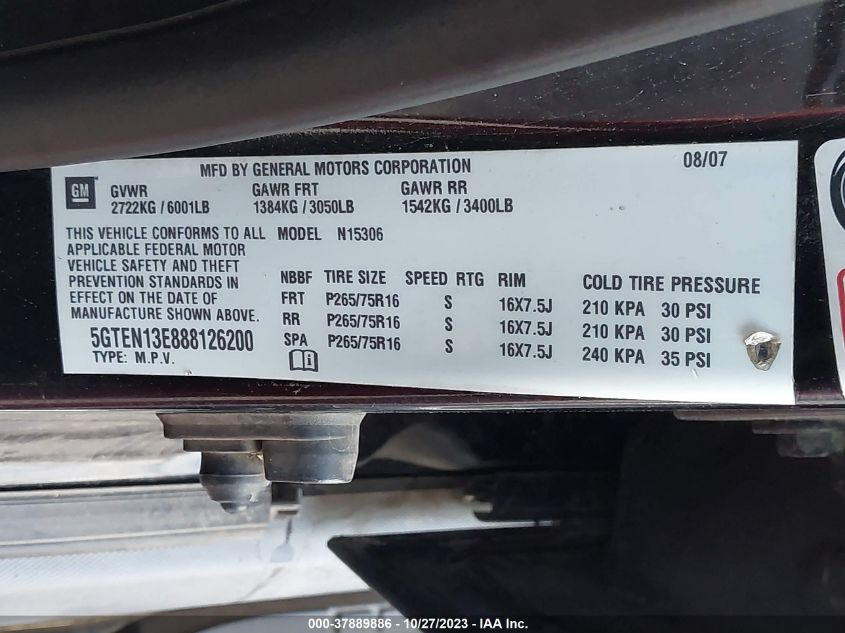 MFD BY GENERAL MOTORS CORPORATION 08/07
GM
GVWR GAWR FRT GAWR RR
2722KG / 6001LB 1384KG / 3050LB 1542KG / 3400LB
THIS VEHICLE CONFORMS TO ALL MODEL N15306
APPLICABLE FEDERAL MOTOR
VEHICLE SAFETY AND THEFT
PREVENTION STANDARDS IN
EFFECT ON THE DATE OF
MANUFACTURE SHOWN ABOVE.
5GTEN13E888126200
TYPE: M.P.V.
NBBF TIRE SIZE SPEED RTG RIM COLD TIRE PRESSURE
FRT P265/75R16 S 16X7.5J 210 KPA 30 PSI
RR P265/75R16 S 16X7.5J 210 KPA 30 PSI
SPA P265/75R16 S 16X7.5J 240 KPA 35 PSI
000-37889886 - 10/27/2023 - IAA Inc.